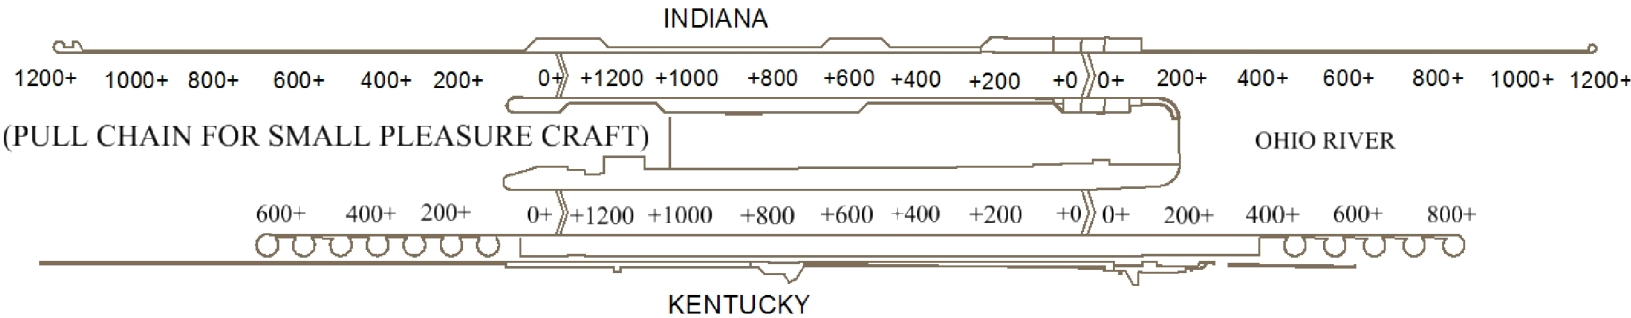 INDIANA
1200+ 1000+ 800+ 600+ 400+ 200+ 0+ +1200 +1000 +800 +600 +400 +200 +0 0+ 200+ 400+ 600+ 800+ 1000+ 1200+
(PULL CHAIN FOR SMALL PLEASURE CRAFT) OHIO RIVER
600+ 400+ 200+ 0+ +1200 +1000 +800 +600 +400 +200 +0 0+ 200+ 400+ 600+ 800+
KENTUCKY